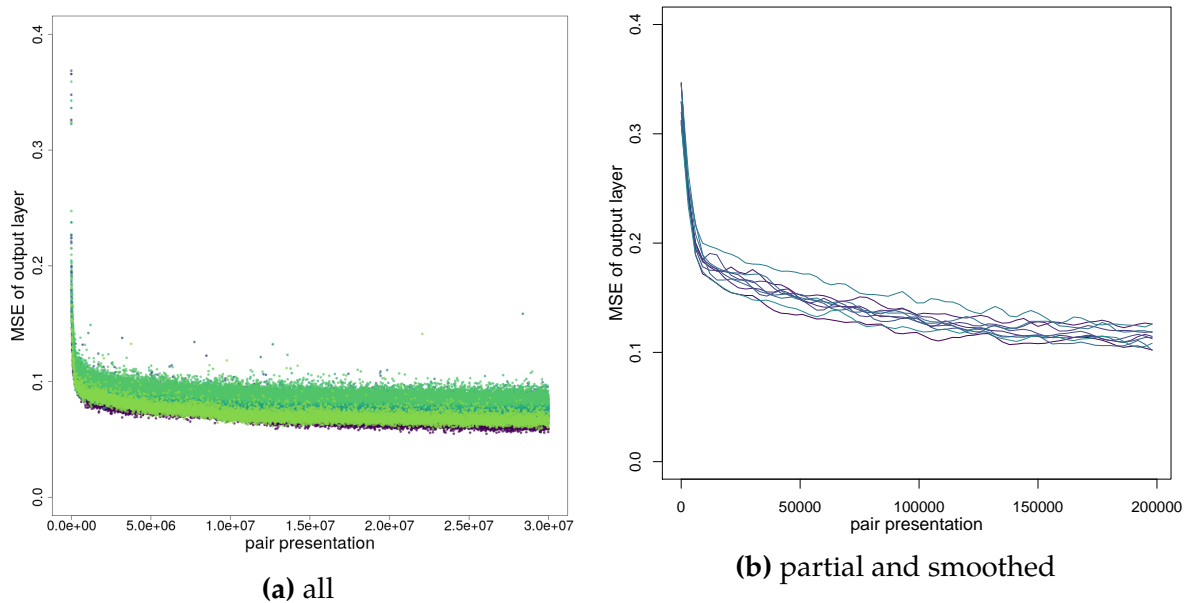 0.4
0.3
0.2
0.1
0.0
MSE of output layer
0.0e+00 5.0e+06 1.0e+07 1.5e+07 2.0e+07 2.5e+07 3.0e+07
pair presentation
(a) all
0.4
0.3
0.2
0.1
0.0
MSE of output layer
0 50000 100000 150000 200000
pair presentation
(b) partial and smoothed